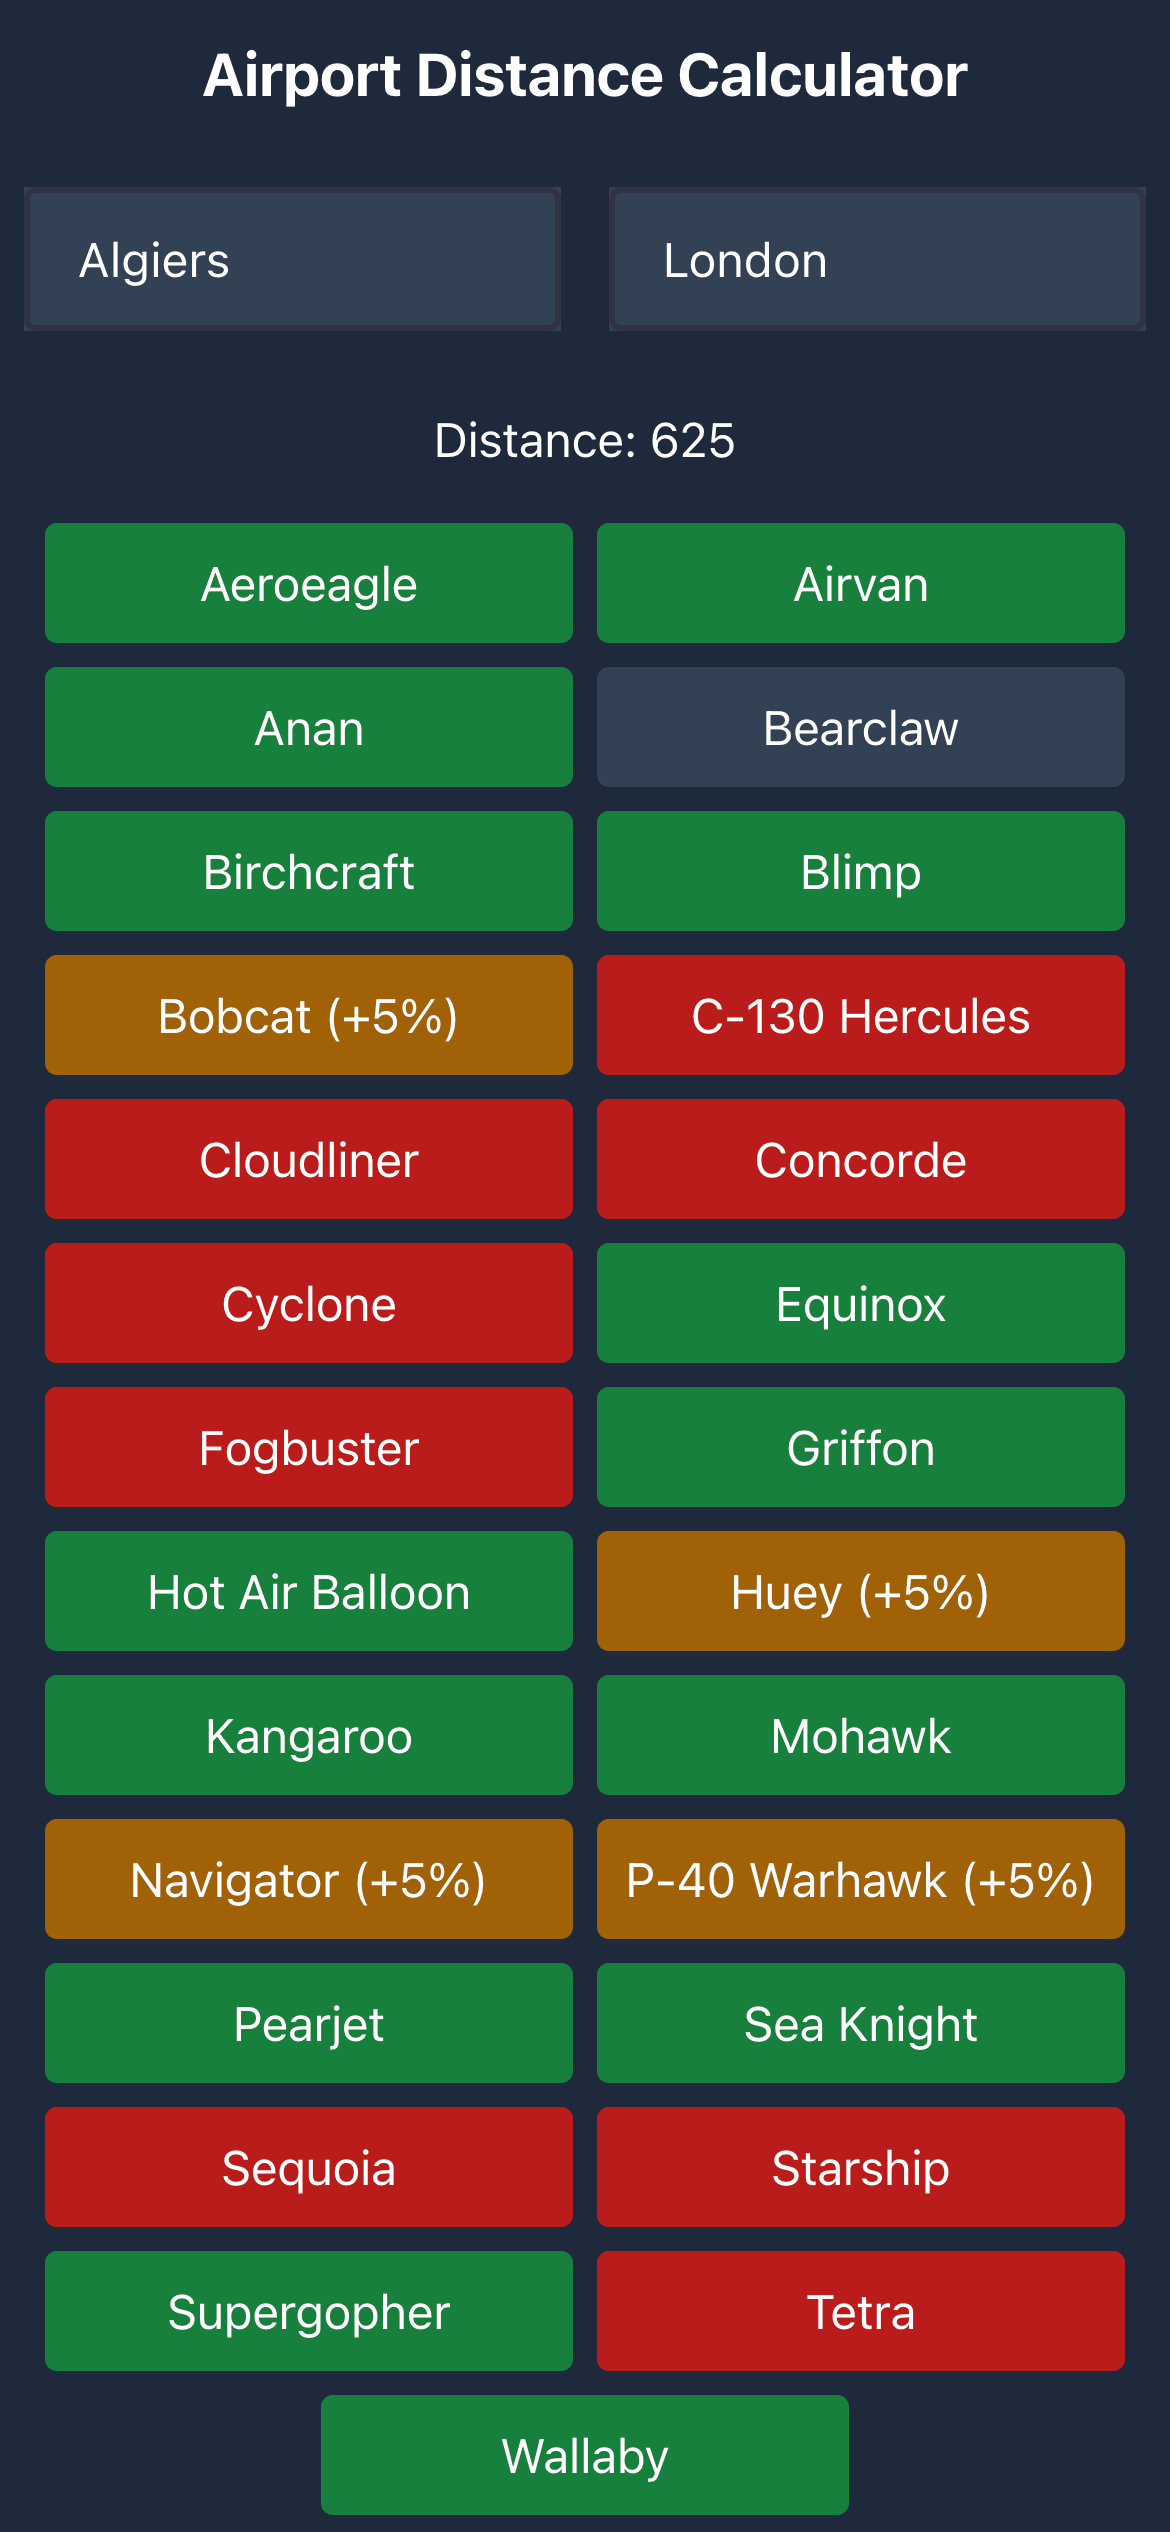 Airport Distance Calculator
Algiers
London
Distance: 625
Aeroeagle
Airvan
Anan
Bearclaw
Birchcraft
Blimp
Bobcat (+5%)
C-130 Hercules
Cloudliner
Concorde
Cyclone
Equinox
Fogbuster
Griffon
Hot Air Balloon
Huey (+5%)
Kangaroo
Mohawk
Navigator (+5%)
P-40 Warhawk (+5%)
Pearjet
Sea Knight
Sequoia
Starship
Supergopher
Tetra
Wallaby